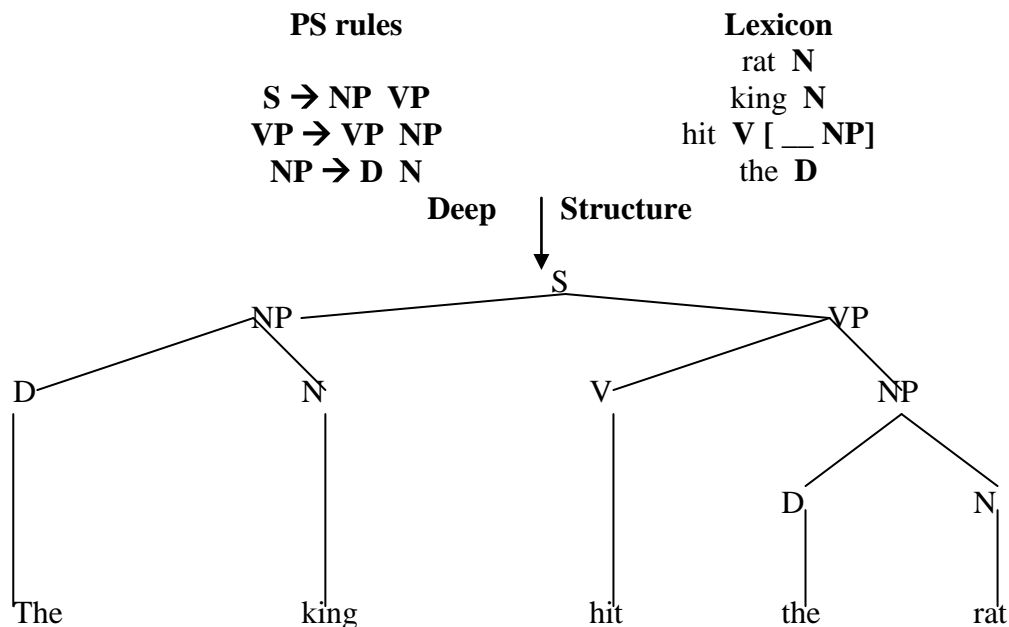 PS rules Lexicon
rat N
S → NP VP king N
VP → VP NP hit V [ __ NP]
NP → D N the D
Deep Structure
S
NP VP
D N V NP
D N
The king hit the rat